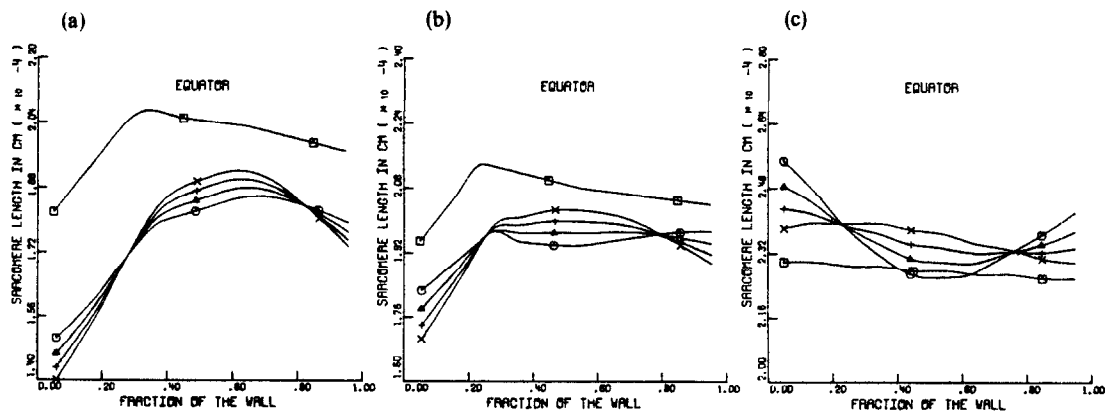 (a)
SARCOMERE LENGTH IN CM ( * 10 -4 )
2.20
2.04
1.88
1.72
1.56
1.40
EQUATOR
0.00 .20 .40 .60 .80 1.00
FRACTION OF THE WALL
(b)
SARCOMERE LENGTH IN CM ( * 10 -4 )
2.40
2.24
2.08
1.92
1.76
1.60
EQUATOR
0.00 .20 .40 .60 .80 1.00
FRACTION OF THE WALL
(c)
SARCOMERE LENGTH IN CM ( * 10 -4 )
2.80
2.64
2.48
2.32
2.16
2.00
EQUATOR
0.00 .20 .40 .60 .80 1.00
FRACTION OF THE WALL